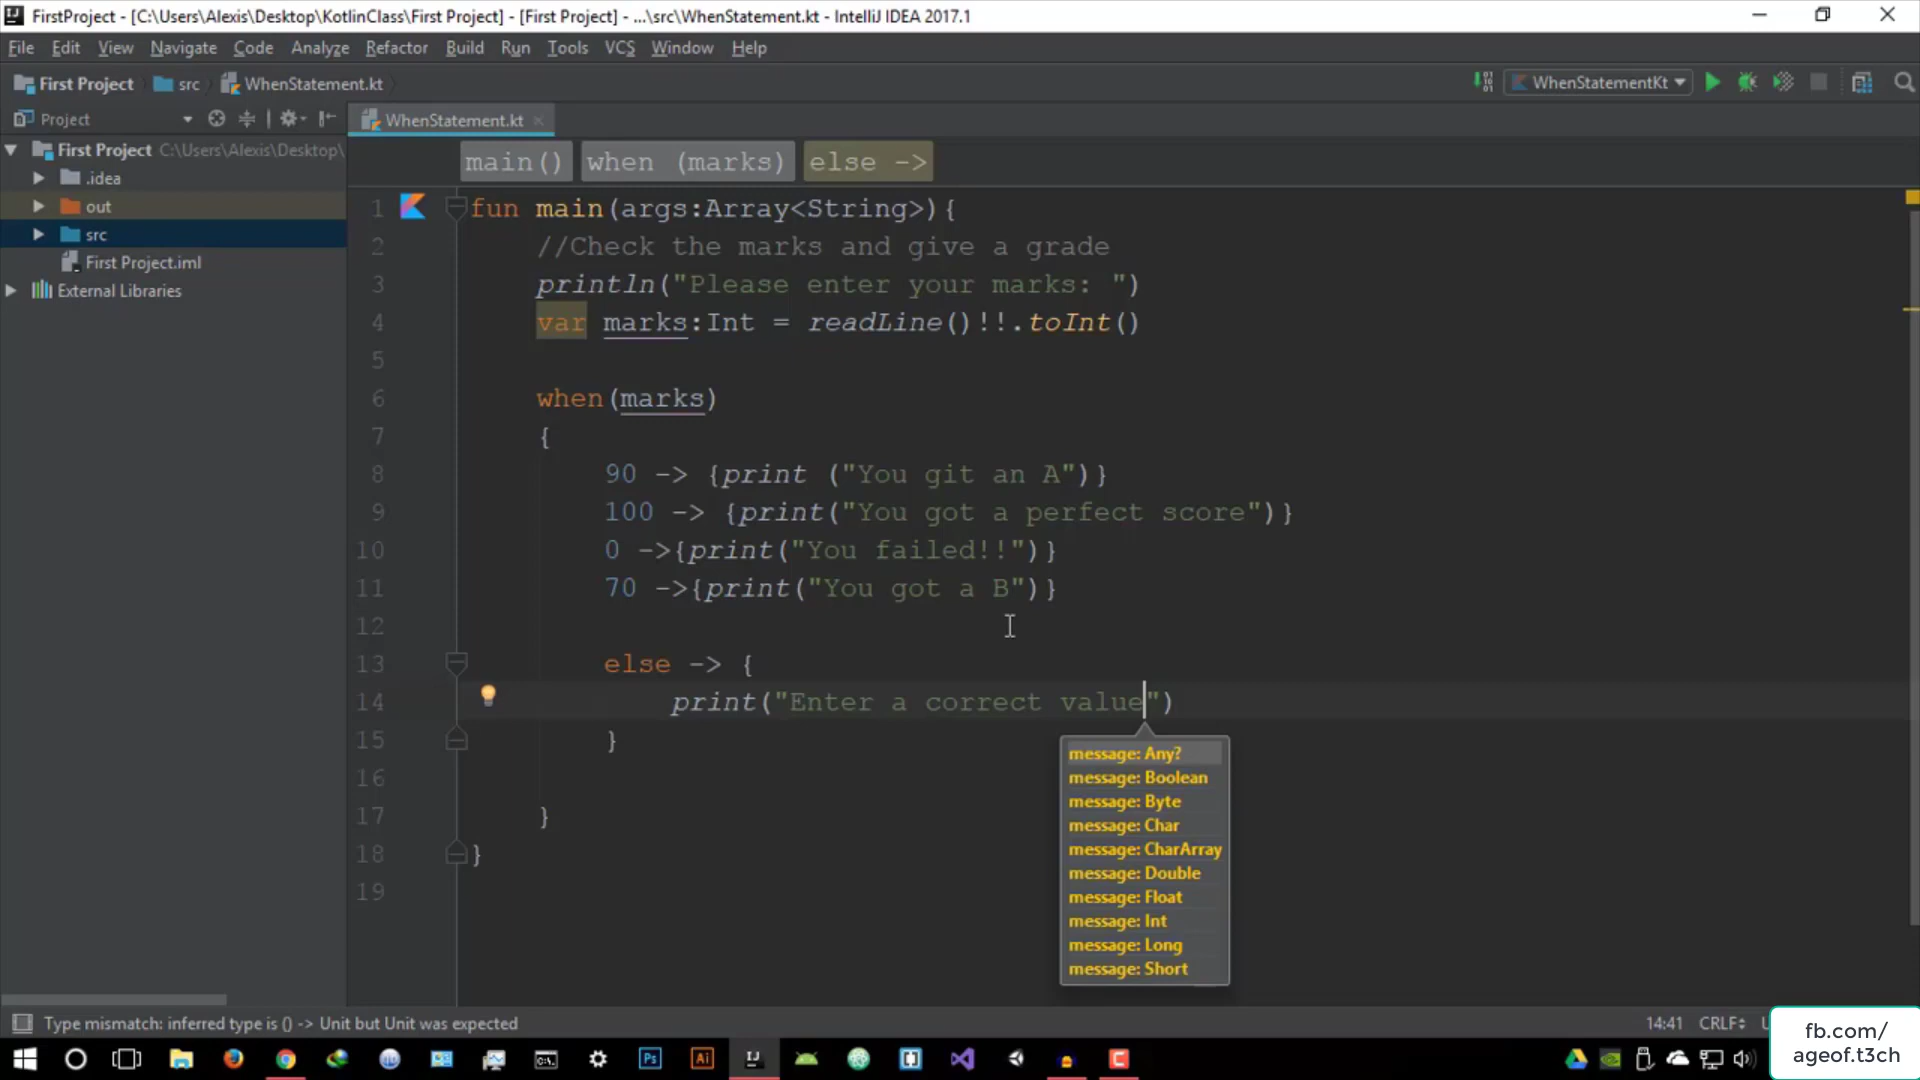 FirstProject - [C:\Users\Alexis\Desktop\KotlinClass\First Project] - [First Project] - ...\src\WhenStatement.kt - IntelliJ IDEA 2017.1
File Edit View Navigate Code Analyze Refactor Build Run Tools VCS Window Help
First Project src WhenStatement.kt
WhenStatementKt
Project
WhenStatement.kt
First Project C:\Users\Alexis\Desktop\
.idea
out
src
First Project.iml
External Libraries
main() when (marks) else ->
1 fun main(args:Array<String>){
2 //Check the marks and give a grade
3 println("Please enter your marks: ")
4 var marks:Int = readLine()!!.toInt()
5
6 when(marks)
7 {
8 90 -> {print ("You git an A")}
9 100 -> {print("You got a perfect score")}
10 0 ->{print("You failed!!")}
11 70 ->{print("You got a B")}
12
13 else -> {
14 print("Enter a correct value")
15 }
16
17 }
18 }
19
message: Any?
message: Boolean
message: Byte
message: Char
message: CharArray
message: Double
message: Float
message: Int
message: Long
message: Short
Type mismatch: inferred type is () -> Unit but Unit was expected
14:41 CRLF
fb.com/
ageof.t3ch
Ps
Ai
IJ